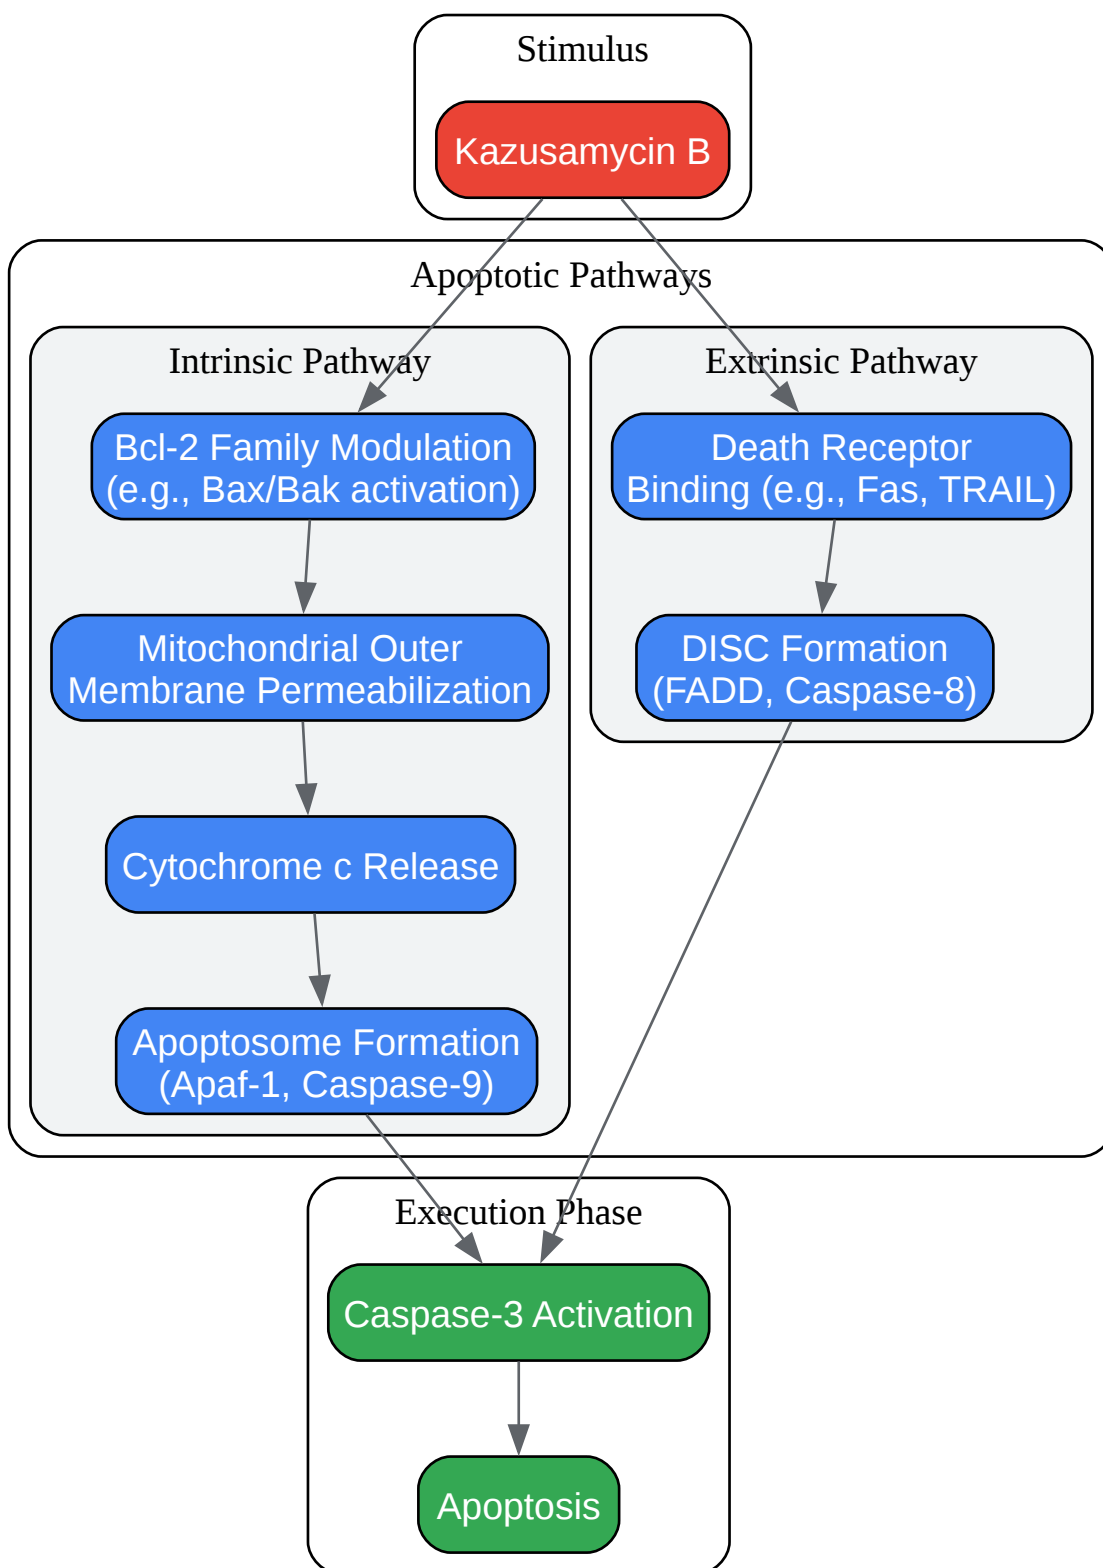 Stimulus
Kazusamycin B
Apoptotic Pathways
Intrinsic Pathway
Bcl-2 Family Modulation
(e.g., Bax/Bak activation)
Mitochondrial Outer
Membrane Permeabilization
Cytochrome c Release
Apoptosome Formation
(Apaf-1, Caspase-9)
Extrinsic Pathway
Death Receptor
Binding (e.g., Fas, TRAIL)
DISC Formation
(FADD, Caspase-8)
Execution Phase
Caspase-3 Activation
Apoptosis